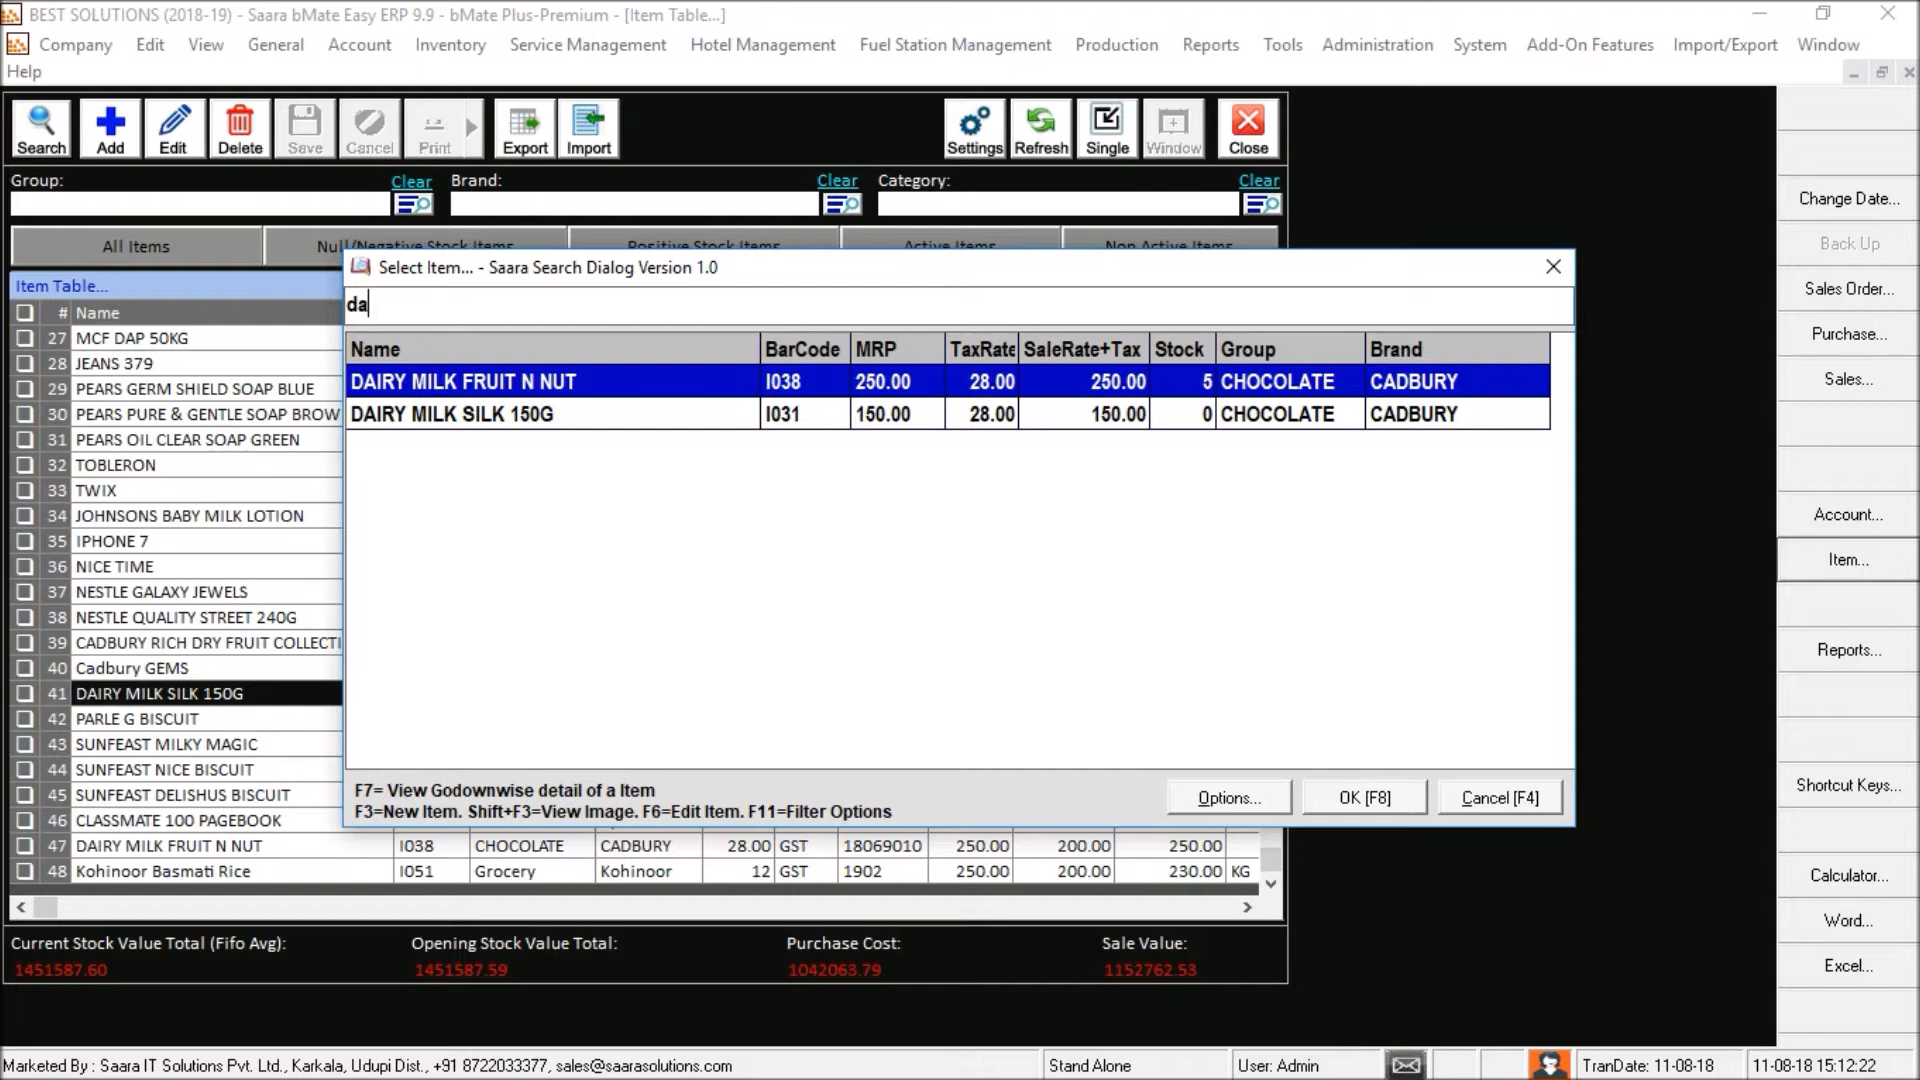 BEST SOLUTIONS (2018-19) - Saara bMate Easy ERP 9.9 - bMate Plus-Premium - [Item Table...]
Company Edit View General Account Inventory Service Management Hotel Management Fuel Station Management Production Reports Tools Administration System Add-On Features Import/Export Window
Help
Search Add Edit Delete Save Cancel Print Export Import Settings Refresh Single Window Close
Group: Clear Brand: Clear Category: Clear
All Items Null/Negative Stock Items Positive Stock Items Active Items Non Active Items
Select Item... - Saara Search Dialog Version 1.0
da
Name BarCode MRP TaxRate SaleRate+Tax Stock Group Brand
DAIRY MILK FRUIT N NUT I038 250.00 28.00 250.00 5 CHOCOLATE CADBURY
DAIRY MILK SILK 150G I031 150.00 28.00 150.00 0 CHOCOLATE CADBURY
F7= View Godownwise detail of a Item
F3=New Item. Shift+F3=View Image. F6=Edit Item. F11=Filter Options
Options... OK [F8] Cancel [F4]
Item Table...
# Name
27 MCF DAP 50KG
28 JEANS 379
29 PEARS GERM SHIELD SOAP BLUE
30 PEARS PURE & GENTLE SOAP BROW
31 PEARS OIL CLEAR SOAP GREEN
32 TOBLERON
33 TWIX
34 JOHNSONS BABY MILK LOTION
35 IPHONE 7
36 NICE TIME
37 NESTLE GALAXY JEWELS
38 NESTLE QUALITY STREET 240G
39 CADBURY RICH DRY FRUIT COLLECTI
40 Cadbury GEMS
41 DAIRY MILK SILK 150G
42 PARLE G BISCUIT
43 SUNFEAST MILKY MAGIC
44 SUNFEAST NICE BISCUIT
45 SUNFEAST DELISHUS BISCUIT
46 CLASSMATE 100 PAGEBOOK
47 DAIRY MILK FRUIT N NUT I038 CHOCOLATE CADBURY 28.00 GST 18069010 250.00 200.00 250.00
48 Kohinoor Basmati Rice I051 Grocery Kohinoor 12 GST 1902 250.00 200.00 230.00 KG
Current Stock Value Total (Fifo Avg): Opening Stock Value Total: Purchase Cost: Sale Value:
1451587.60 1451587.59 1042063.79 1152762.53
Change Date...
Back Up
Sales Order...
Purchase...
Sales...
Account...
Item...
Reports...
Shortcut Keys...
Calculator...
Word...
Excel...
Marketed By : Saara IT Solutions Pvt. Ltd., Karkala, Udupi Dist., +91 8722033377, sales@saarasolutions.com Stand Alone User: Admin TranDate: 11-08-18 11-08-18 15:12:22